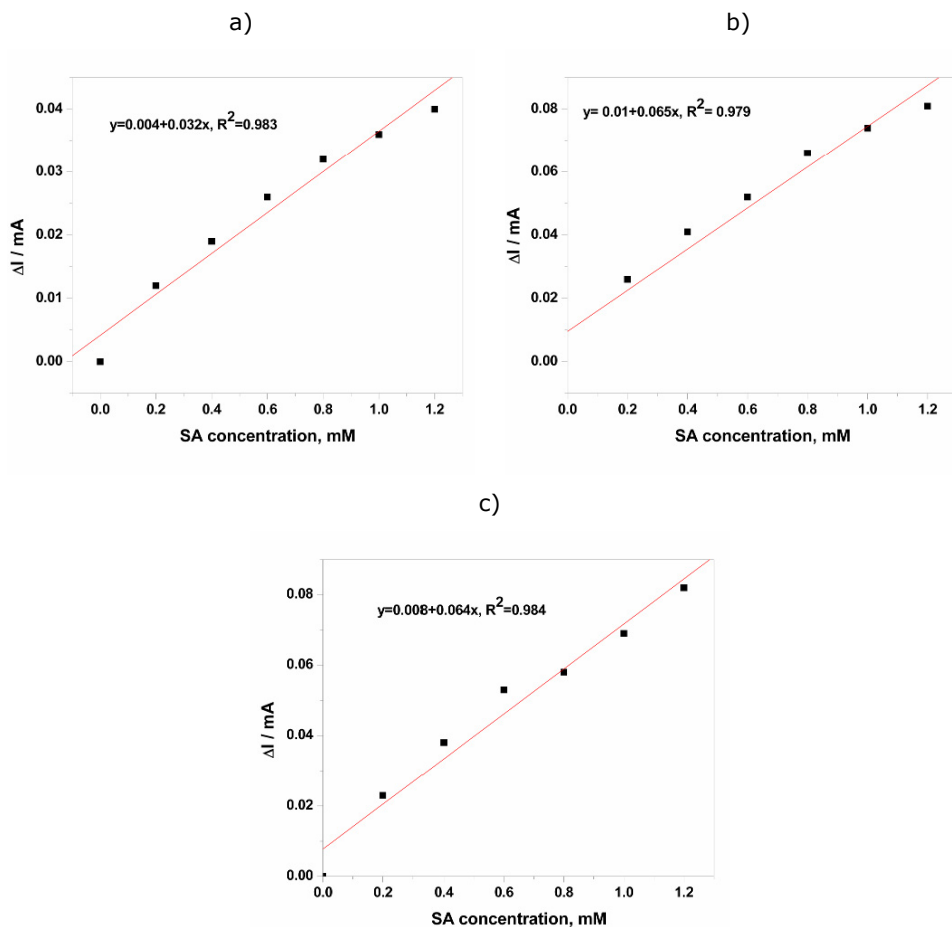 a)
y=0.004+0.032x, R2=0.983
ΔI / mA
0.04
0.03
0.02
0.01
0.00
0.0 0.2 0.4 0.6 0.8 1.0 1.2
SA concentration, mM
b)
y= 0.01+0.065x, R2= 0.979
ΔI / mA
0.08
0.06
0.04
0.02
0.00
0.0 0.2 0.4 0.6 0.8 1.0 1.2
SA concentration, mM
c)
y=0.008+0.064x, R2=0.984
ΔI / mA
0.08
0.06
0.04
0.02
0.00
0.0 0.2 0.4 0.6 0.8 1.0 1.2
SA concentration, mM